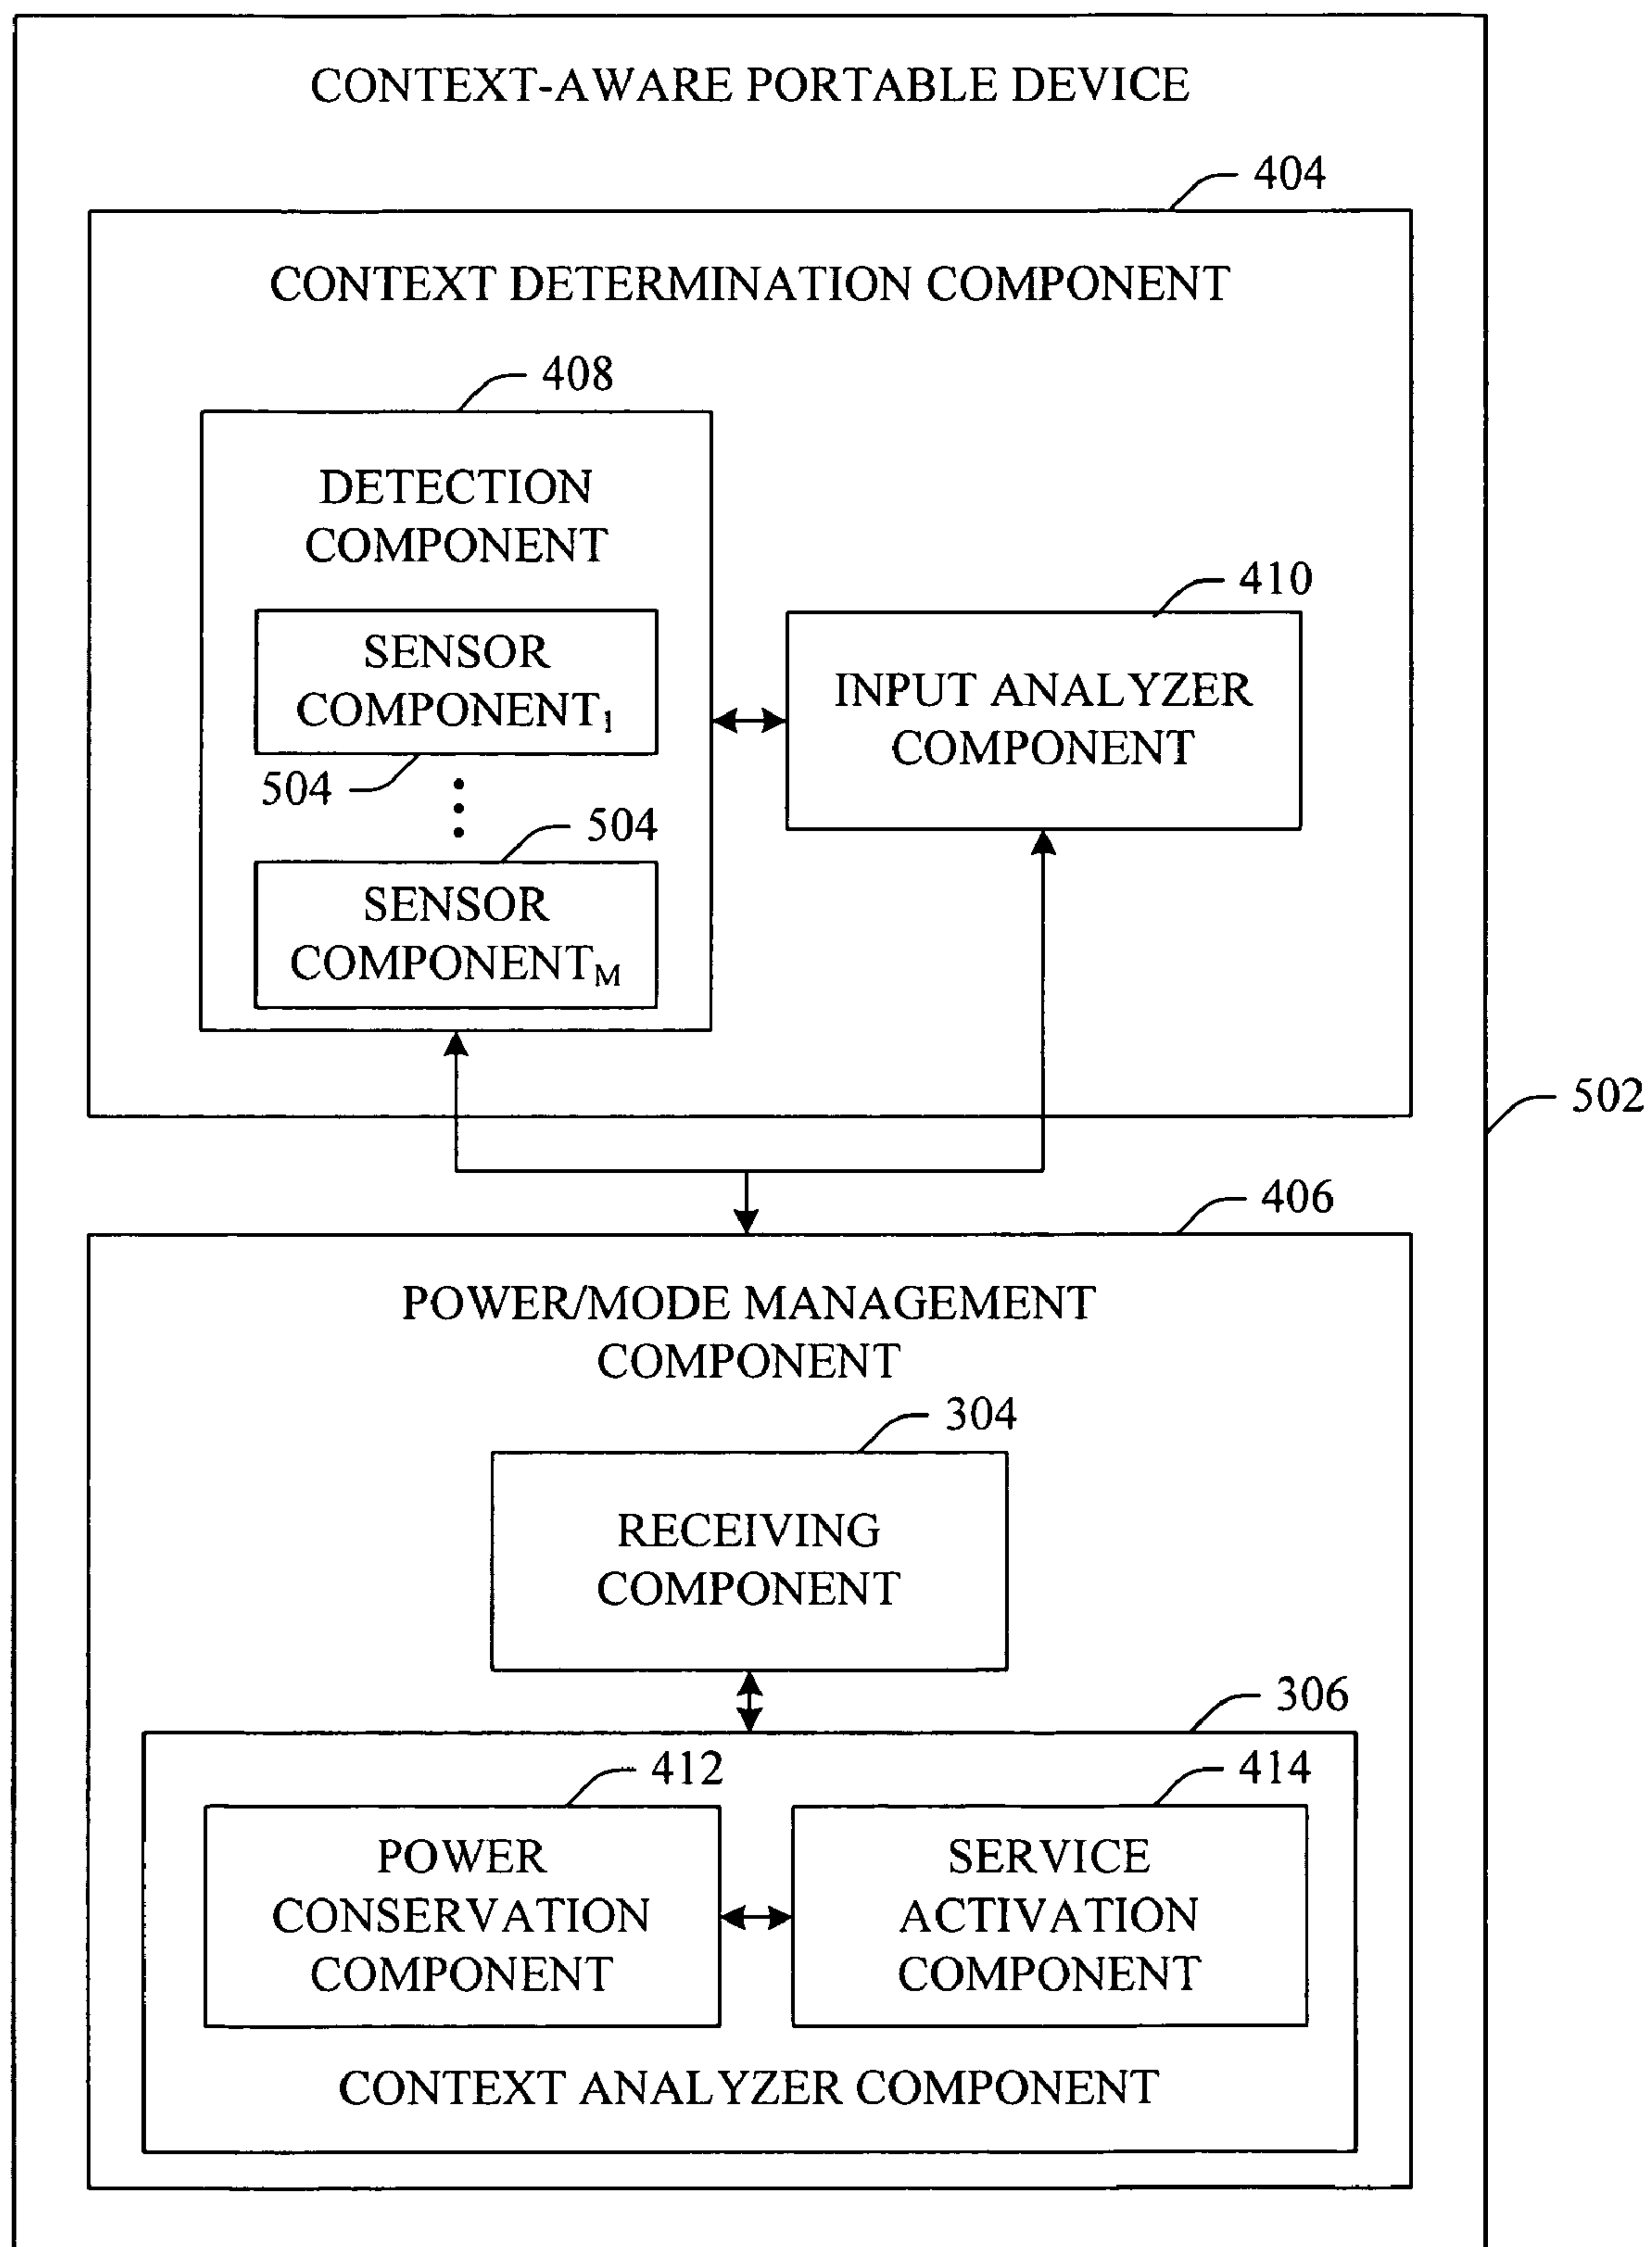 CONTEXT-AWARE PORTABLE DEVICE
404
CONTEXT DETERMINATION COMPONENT
408
DETECTION
COMPONENT
410
SENSOR
COMPONENT₁
INPUT ANALYZER
COMPONENT
504
504
SENSOR
COMPONENT_M
502
406
POWER/MODE MANAGEMENT
COMPONENT
304
RECEIVING
COMPONENT
306
412
414
POWER
CONSERVATION
COMPONENT
SERVICE
ACTIVATION
COMPONENT
CONTEXT ANALYZER COMPONENT